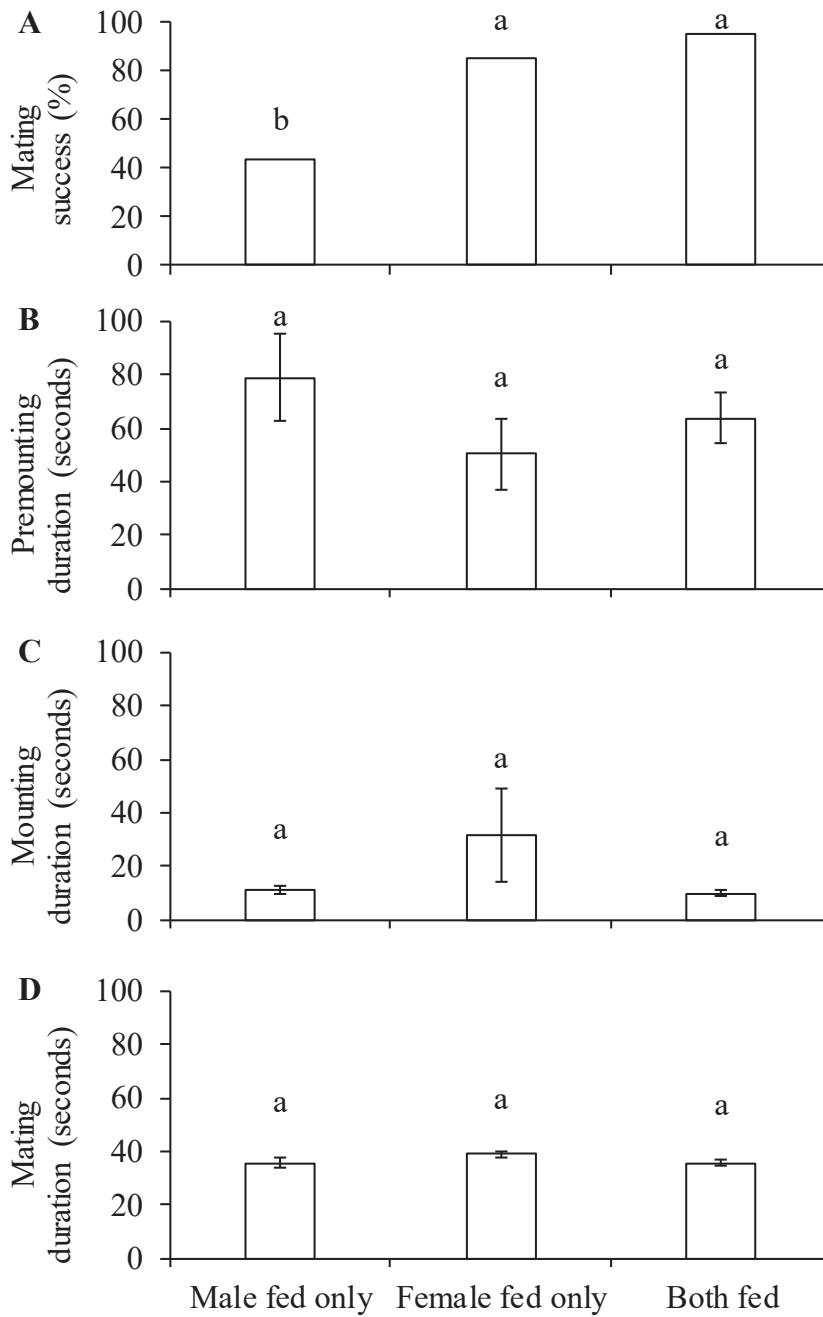 A
Mating
success (%)
100
80
60
40
20
0
b
a
a
B
Premounting
duration (seconds)
100
80
60
40
20
0
a
a
a
C
Mounting
duration (seconds)
100
80
60
40
20
0
a
a
a
D
Mating
duration (seconds)
100
80
60
40
20
0
a
a
a
Male fed only Female fed only Both fed